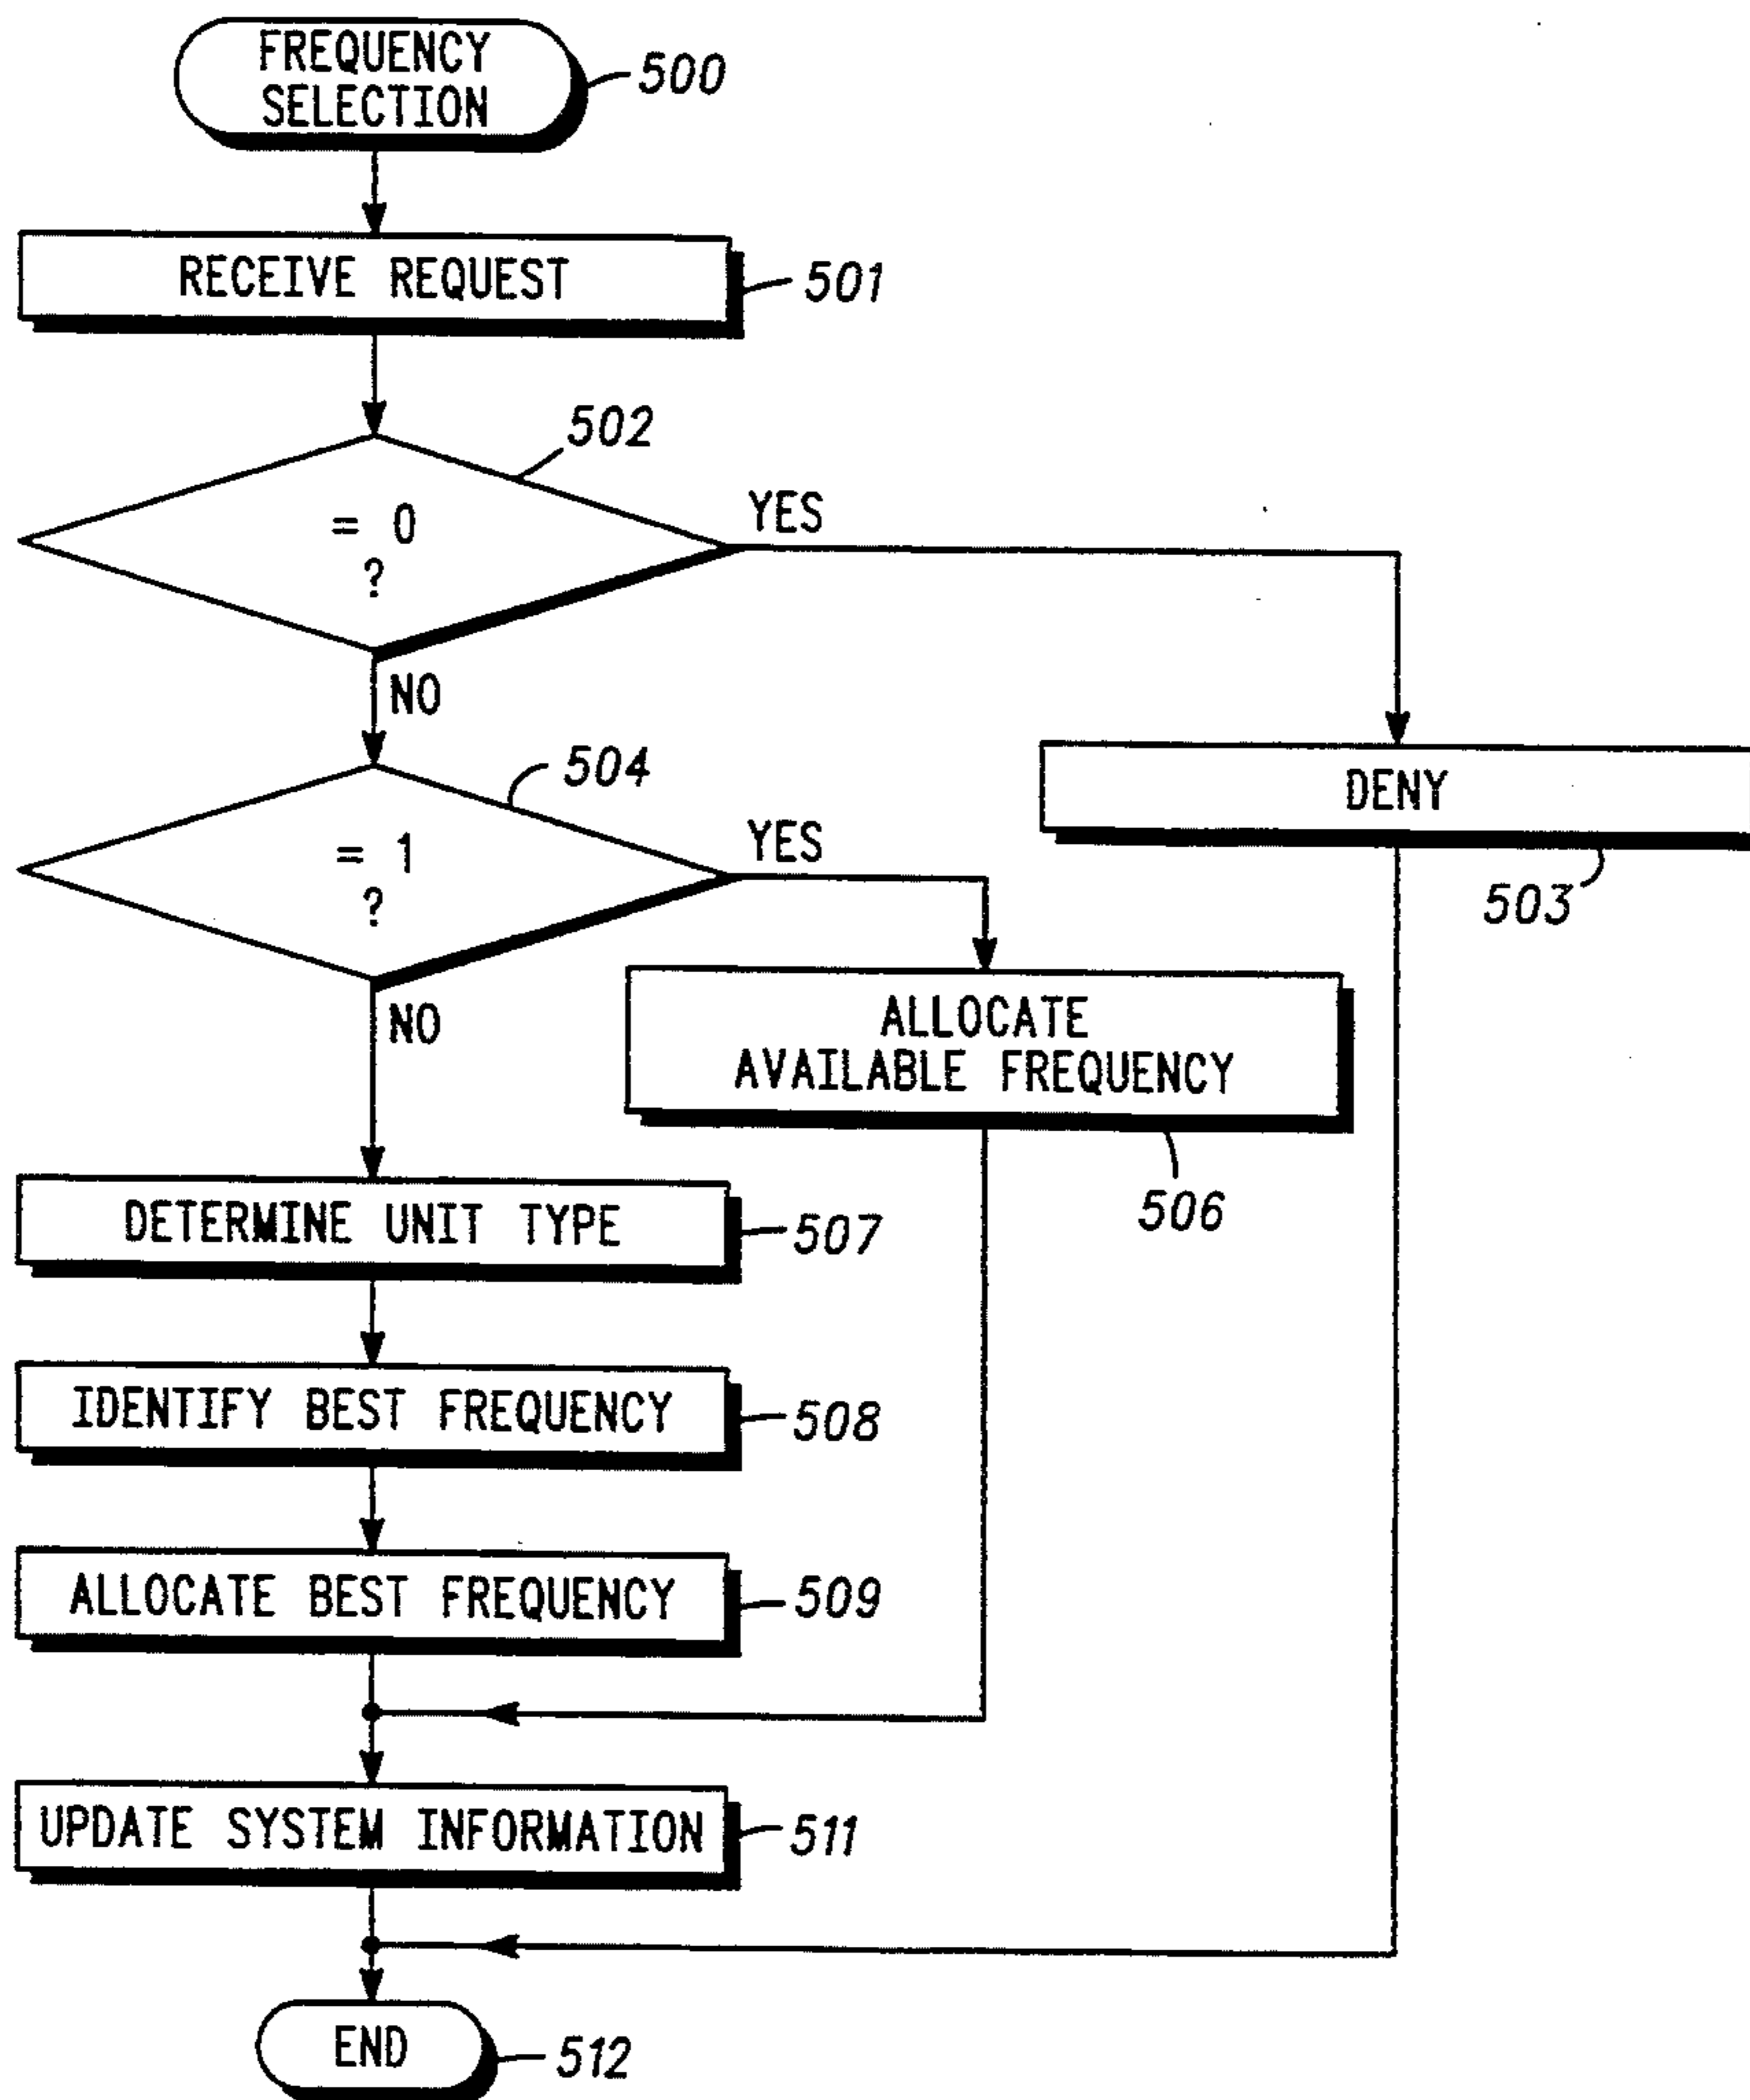 FREQUENCY
SELECTION
500
RECEIVE REQUEST
501
502
= 0
?
YES
NO
504
= 1
?
YES
NO
DENY
503
ALLOCATE
AVAILABLE FREQUENCY
506
DETERMINE UNIT TYPE
507
IDENTIFY BEST FREQUENCY
508
ALLOCATE BEST FREQUENCY
509
UPDATE SYSTEM INFORMATION
511
END
512